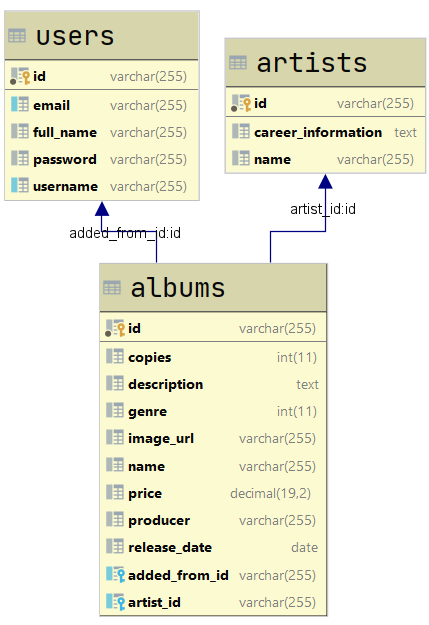 users
id varchar(255)
email varchar(255)
full_name varchar(255)
password varchar(255)
username varchar(255)
artists
id varchar(255)
career_information text
name varchar(255)
added_from_id:id
artist_id:id
albums
id varchar(255)
copies int(11)
description text
genre int(11)
image_url varchar(255)
name varchar(255)
price decimal(19,2)
producer varchar(255)
release_date date
added_from_id varchar(255)
artist_id varchar(255)